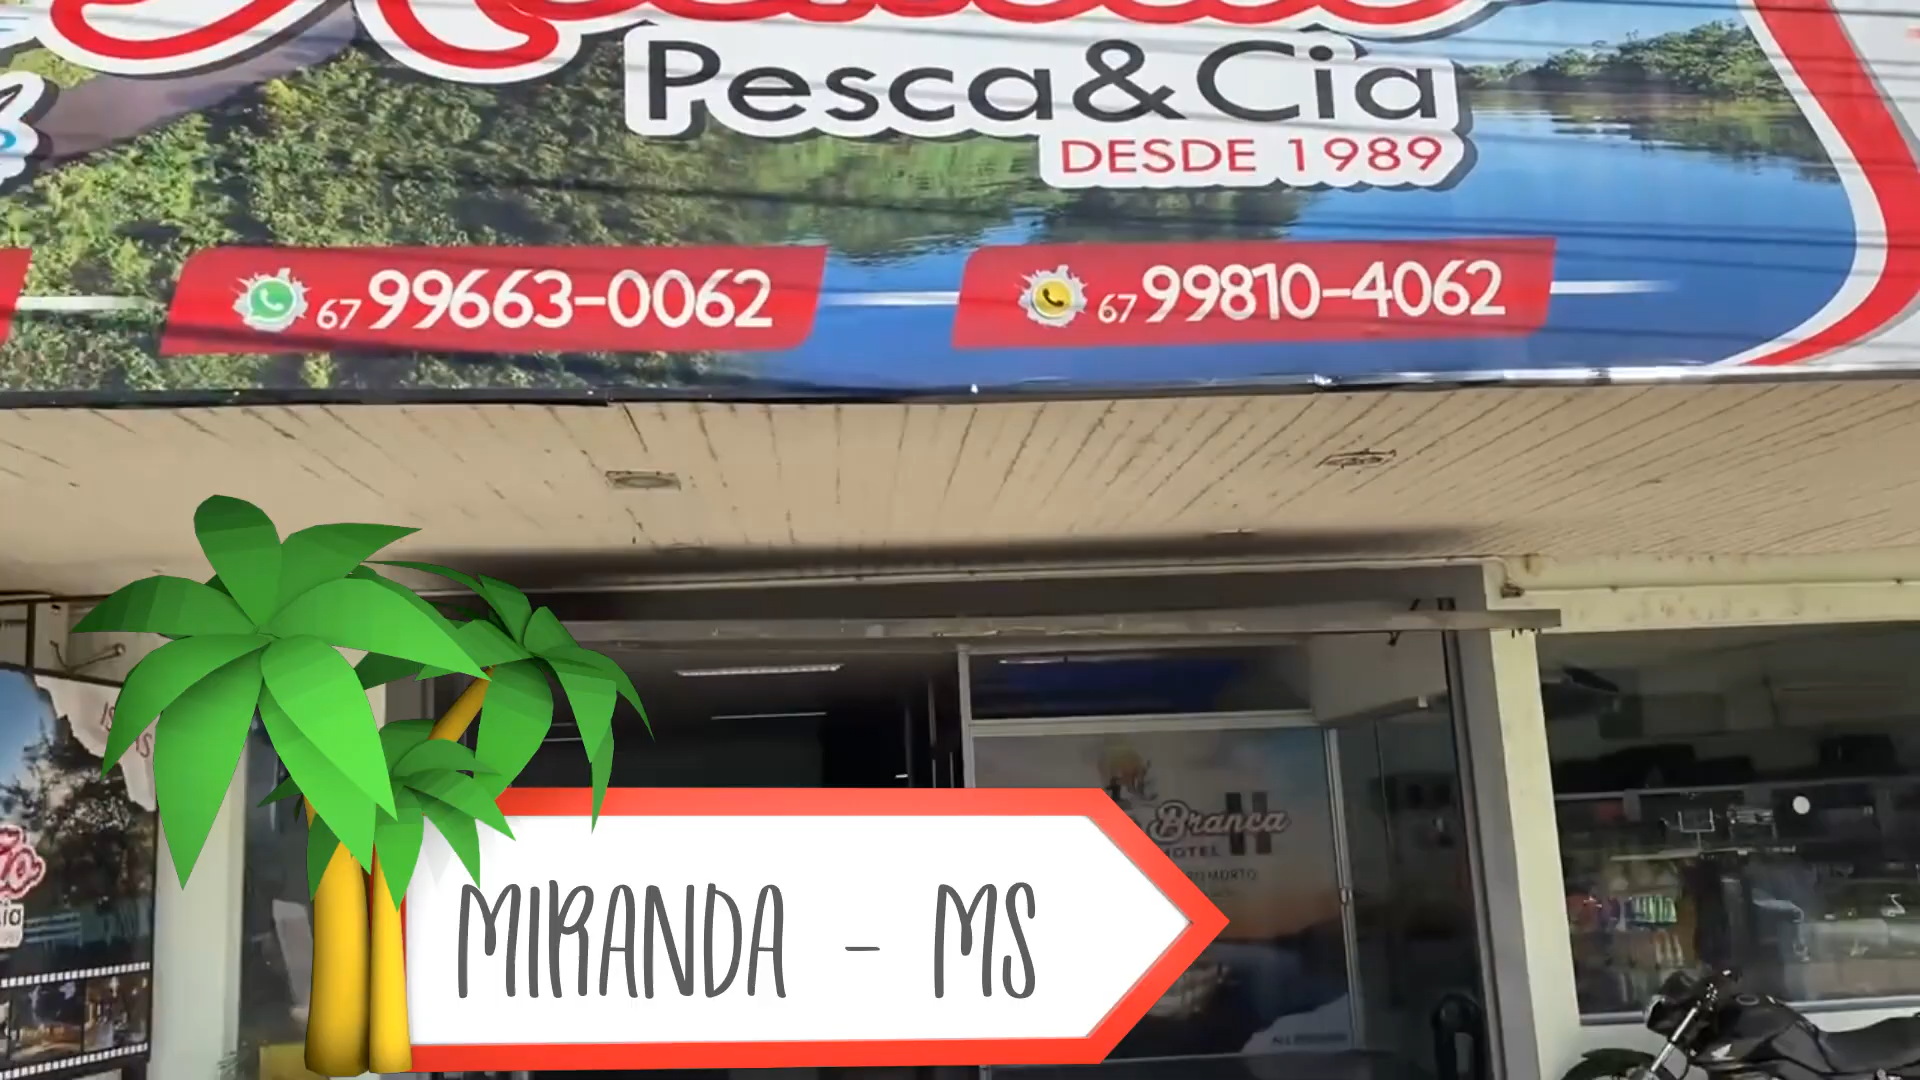 Pesca&Cia
DESDE 1989
67 99663-0062
67 99810-4062
Branca
HOTEL
MIRANDA - MS